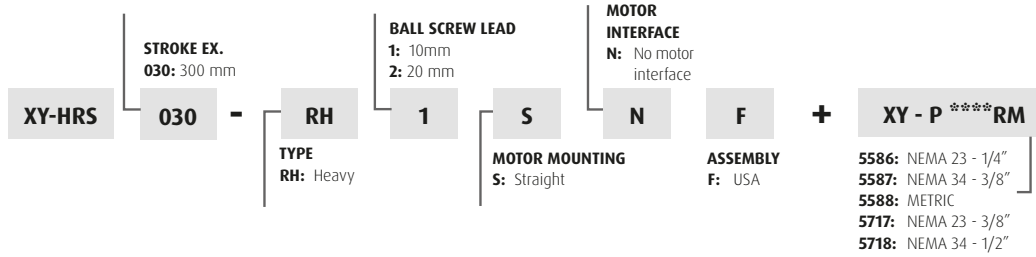 STROKE EX.
030: 300 mm
BALL SCREW LEAD
1: 10mm
2: 20 mm
MOTOR
INTERFACE
N: No motor
interface
XY-HRS 030 - RH 1 S N F + XY - P ****RM
TYPE
RH: Heavy
MOTOR MOUNTING
S: Straight
ASSEMBLY
F: USA
5586: NEMA 23 - 1/4”
5587: NEMA 34 - 3/8”
5588: METRIC
5717: NEMA 23 - 3/8”
5718: NEMA 34 - 1/2”